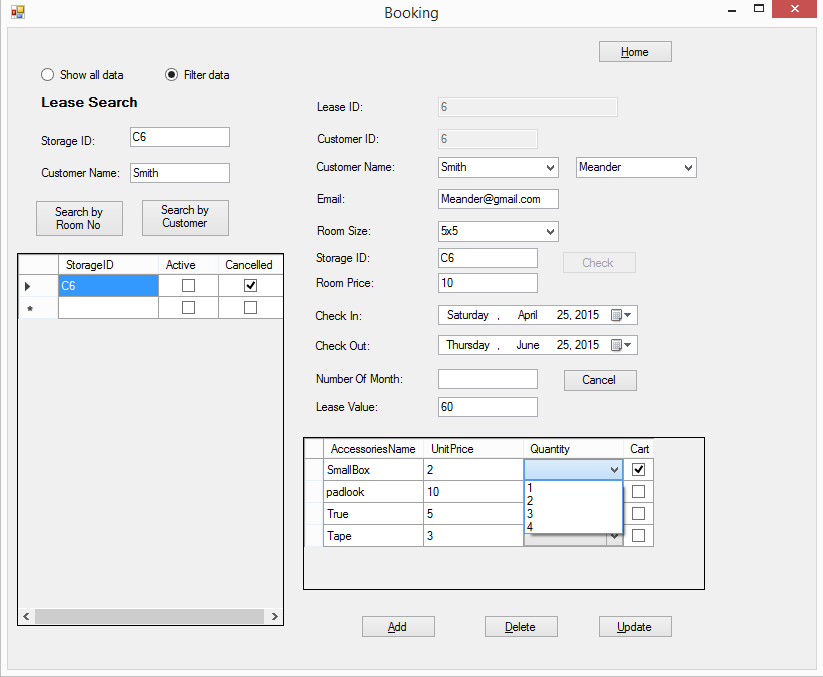 Booking
Home
Show all data
Filter data
Lease Search
Storage ID:
C6
Customer Name:
Smith
Search by
Room No
Search by
Customer
StorageID Active Cancelled
C6
Lease ID:
6
Customer ID:
6
Customer Name:
Smith
Meander
Email:
Meander@gmail.com
Room Size:
5x5
Storage ID:
C6
Check
Room Price:
10
Check In:
Saturday , April 25, 2015
Check Out:
Thursday , June 25, 2015
Number Of Month:
Cancel
Lease Value:
60
AccessoriesName UnitPrice Quantity Cart
SmallBox 2
padlook 10
True 5
Tape 3
1
2
3
4
Add
Delete
Update